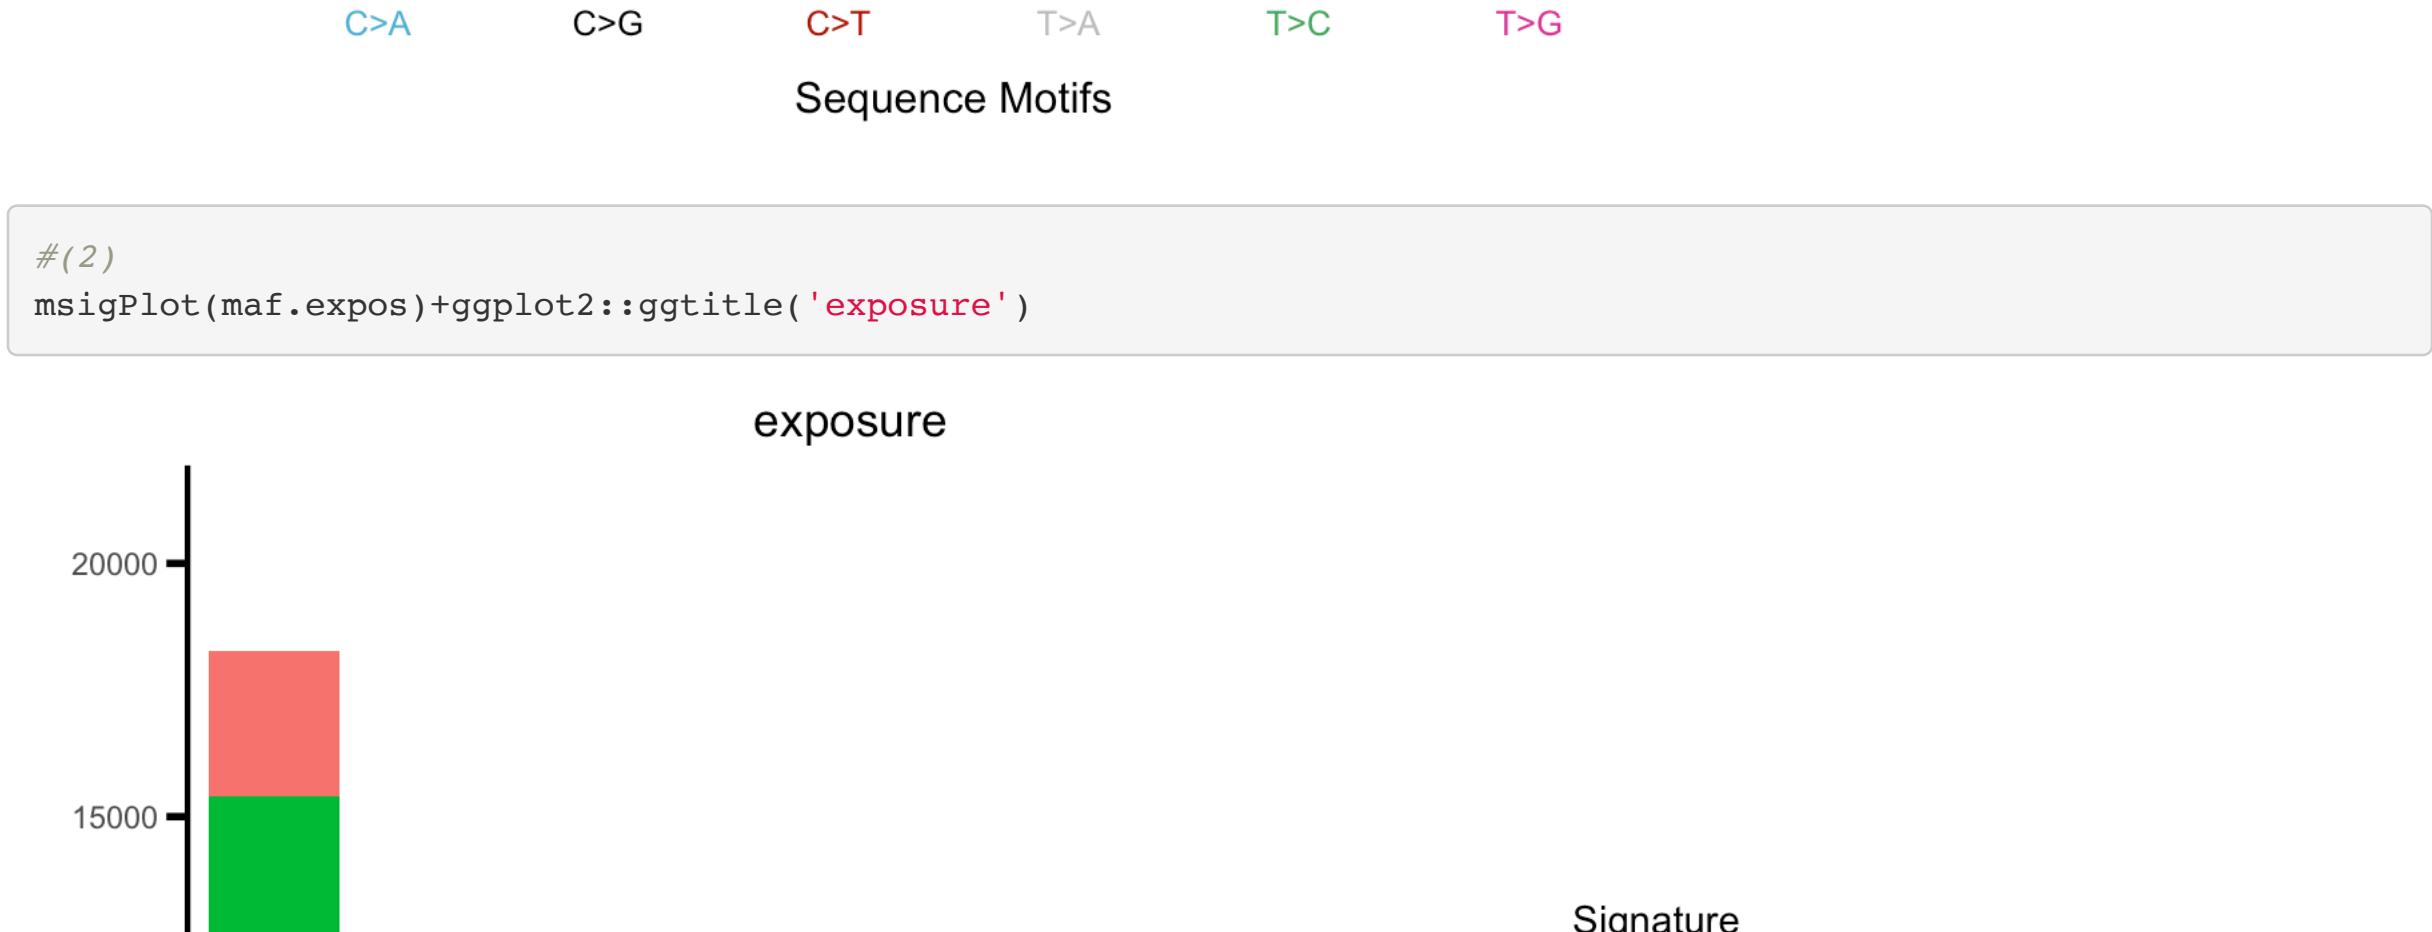 C>A C>G C>T T>A T>C T>G
Sequence Motifs
#(2)
msigPlot(maf.expos)+ggplot2::ggtitle('exposure')
exposure
20000
15000
Signature